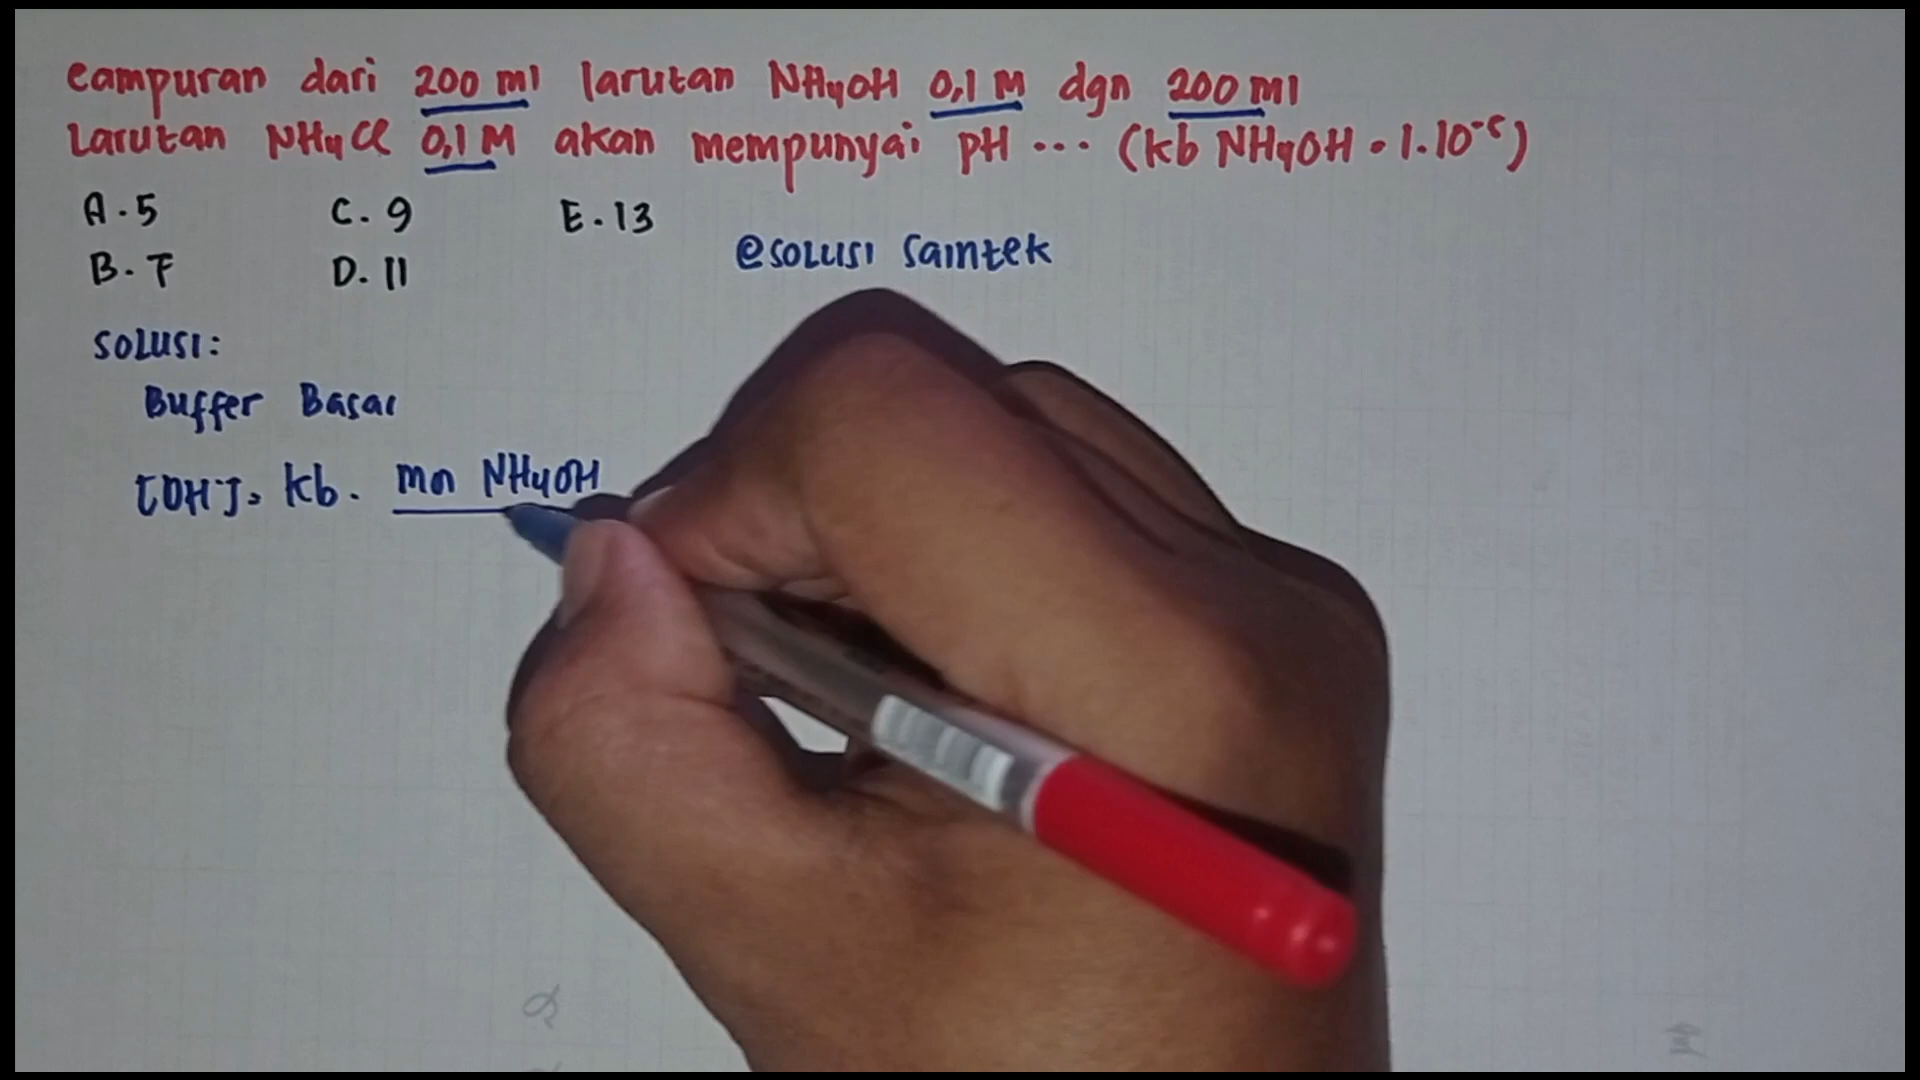 Campuran dari 200 ml larutan NH4OH 0,1 M dgn 200 ml
Larutan NH4Cl 0,1 M akan mempunyai pH ... (kb NH4OH = 1.10⁻⁵)
A. 5 C. 9 E. 13
B. 7 D. 11
@solusi saintek
SOLUSI:
Buffer Basa
[OH⁻] = kb. mn NH4OH